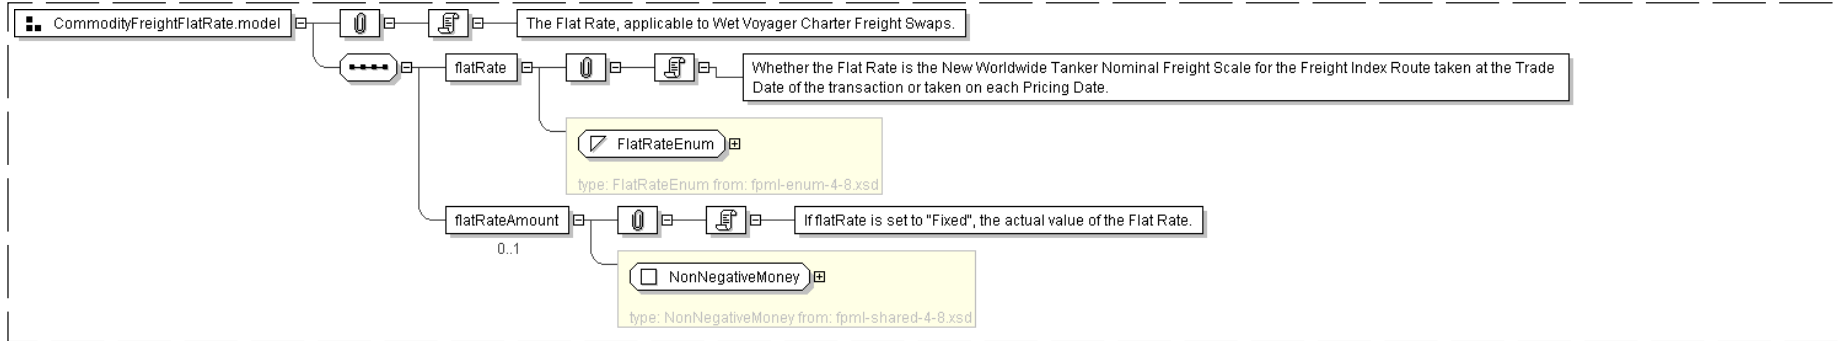 CommodityFreightFlatRate.model
The Flat Rate, applicable to Wet Voyager Charter Freight Swaps.
flatRate
Whether the Flat Rate is the New Worldwide Tanker Nominal Freight Scale for the Freight Index Route taken at the Trade
Date of the transaction or taken on each Pricing Date.
FlatRateEnum
type: FlatRateEnum from: fpml-enum-4-8.xsd
flatRateAmount
If flatRate is set to "Fixed", the actual value of the Flat Rate.
0..1
NonNegativeMoney
type: NonNegativeMoney from: fpml-shared-4-8.xsd